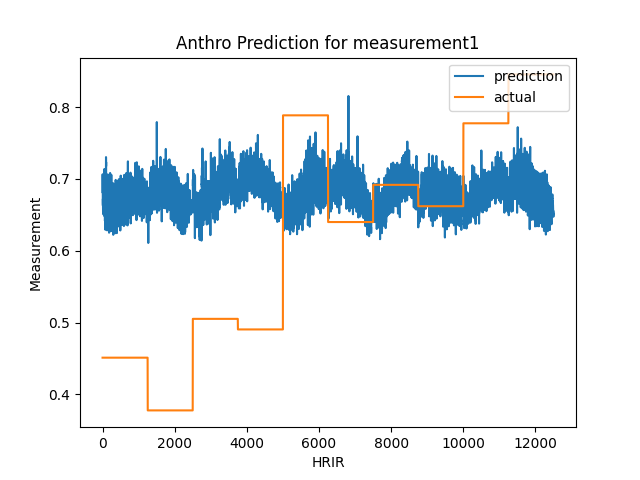 Anthro Prediction for measurement1
prediction
actual
0.8
0.7
0.6
0.5
0.4
Measurement
0 2000 4000 6000 8000 10000 12000
HRIR